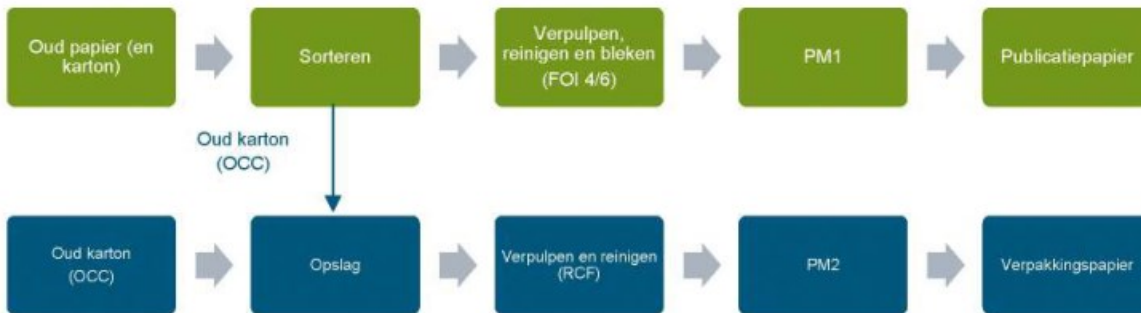 Oud papier (en
karton)
Sorteren
Verpulpen,
reinigen en bleken
(FOI 4/6)
PM1
Publicatiepapier
Oud karton
(OCC)
Oud karton
(OCC)
Opslag
Verpulpen en reinigen
(RCF)
PM2
Verpakkingspapier